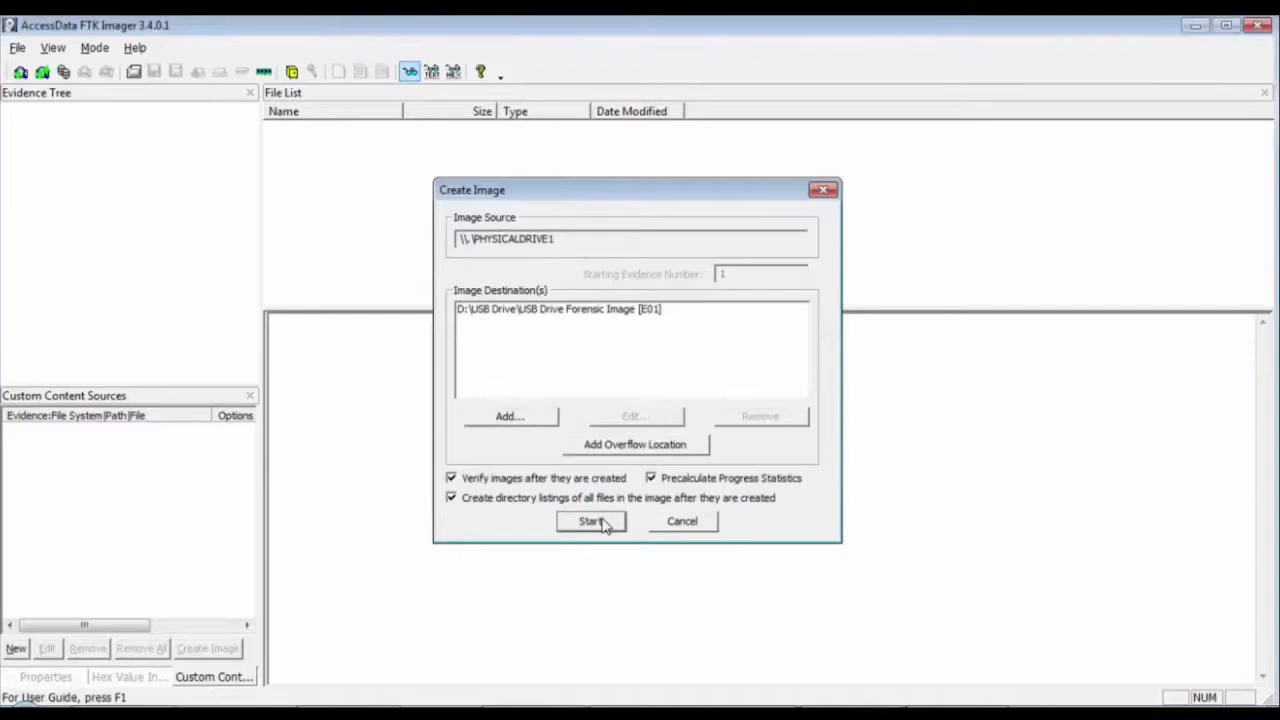 AccessData FTK Imager 3.4.0.1
File View Mode Help
Evidence Tree
File List
Name Size Type Date Modified
Create Image
Image Source
\\.\PHYSICALDRIVE1
Starting Evidence Number: 1
Image Destination(s)
D:\USB Drive\USB Drive Forensic Image [E01]
Add... Edit... Remove
Add Overflow Location
Verify images after they are created Precalculate Progress Statistics
Create directory listings of all files in the image after they are created
Start Cancel
Custom Content Sources
Evidence:File System|Path|File Options
New Edit Remove Remove All Create Image
Properties Hex Value In... Custom Cont...
For User Guide, press F1 NUM